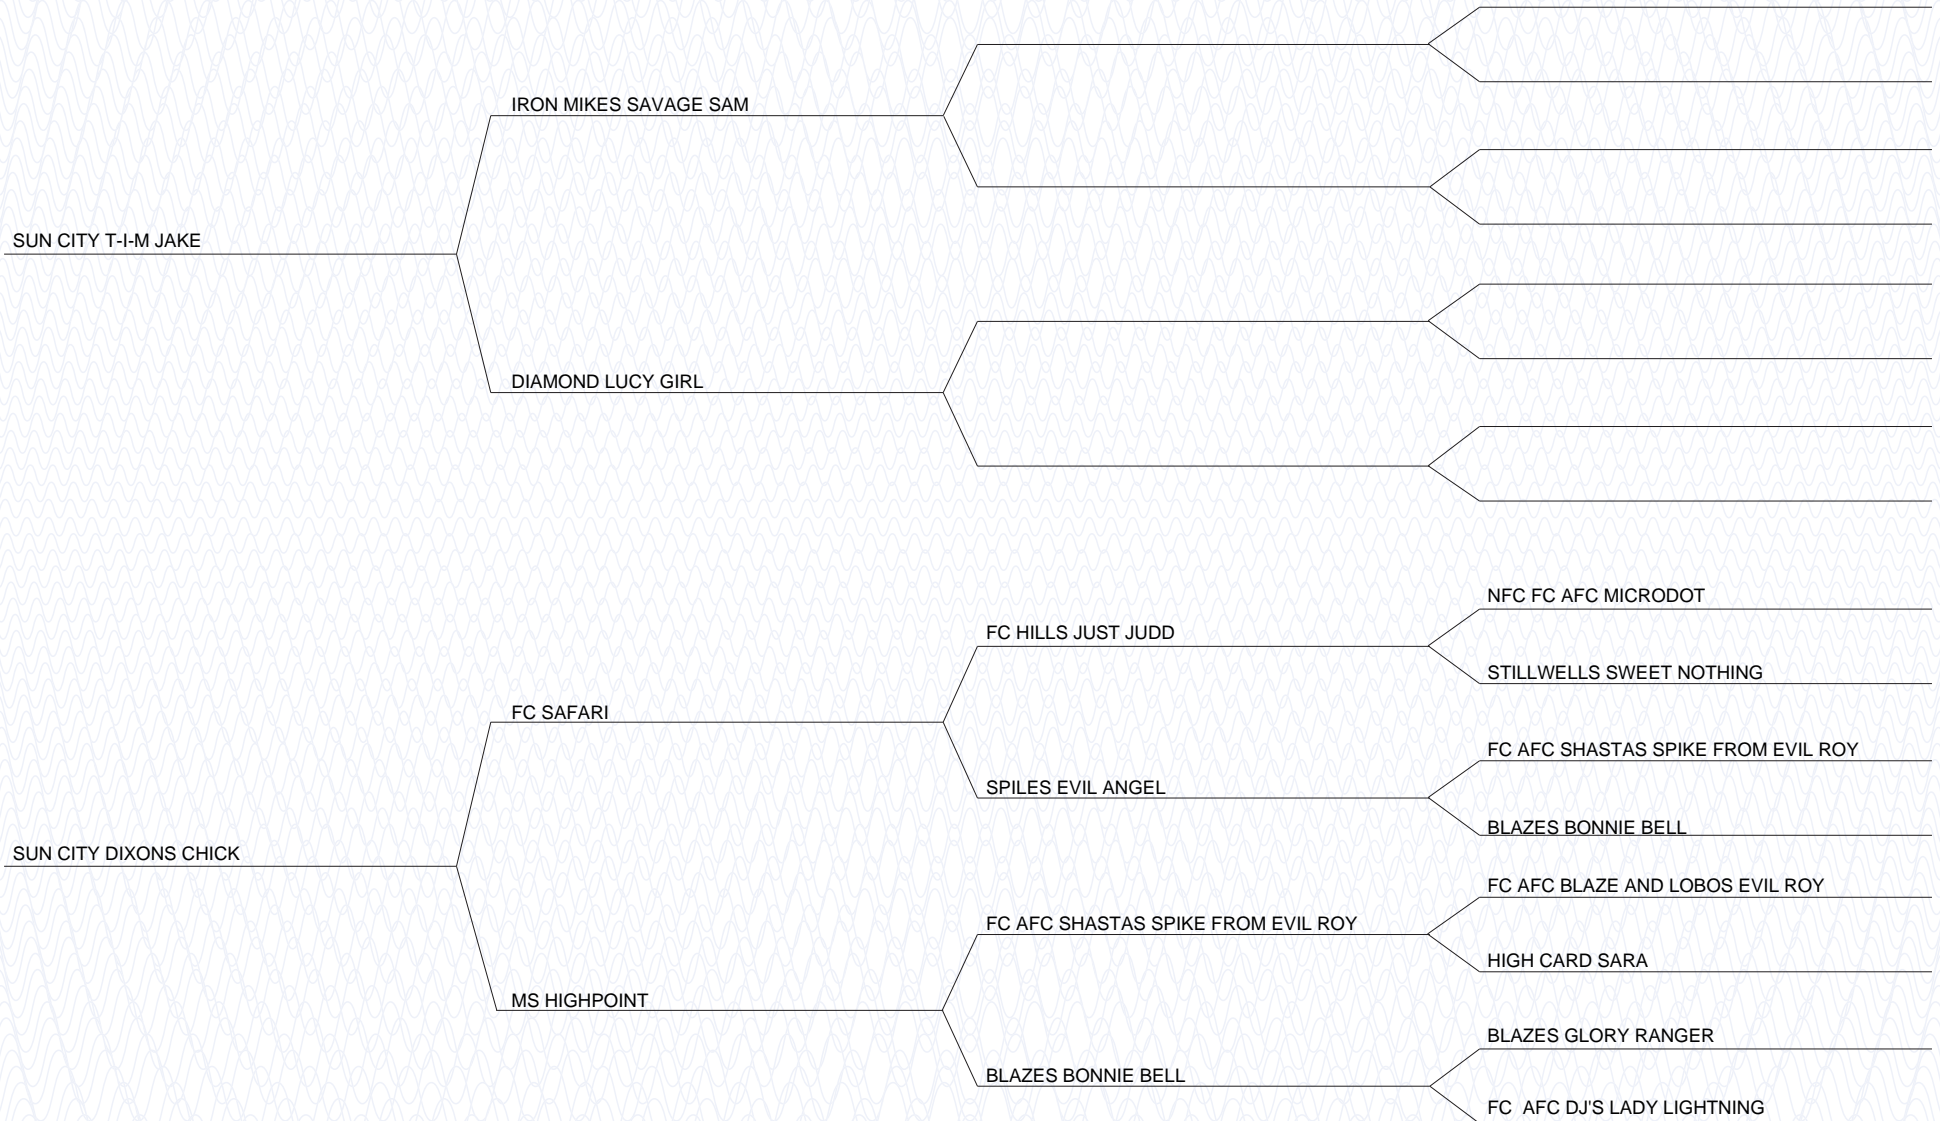 IRON MIKES SAVAGE SAM
SUN CITY T-I-M JAKE
DIAMOND LUCY GIRL
NFC FC AFC MICRODOT
FC HILLS JUST JUDD
STILLWELLS SWEET NOTHING
FC SAFARI
FC AFC SHASTAS SPIKE FROM EVIL ROY
SPILES EVIL ANGEL
BLAZES BONNIE BELL
SUN CITY DIXONS CHICK
FC AFC BLAZE AND LOBOS EVIL ROY
FC AFC SHASTAS SPIKE FROM EVIL ROY
HIGH CARD SARA
MS HIGHPOINT
BLAZES GLORY RANGER
BLAZES BONNIE BELL
FC  AFC DJ'S LADY LIGHTNING